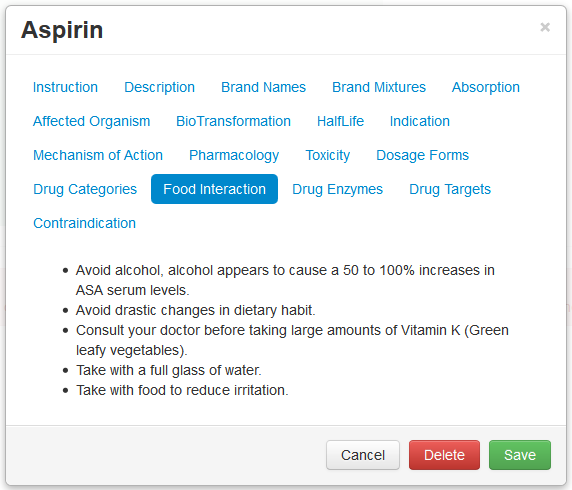 Aspirin
×
Instruction Description Brand Names Brand Mixtures Absorption
Affected Organism BioTransformation HalfLife Indication
Mechanism of Action Pharmacology Toxicity Dosage Forms
Drug Categories Food Interaction Drug Enzymes Drug Targets
Contraindication
• Avoid alcohol, alcohol appears to cause a 50 to 100% increases in
ASA serum levels.
• Avoid drastic changes in dietary habit.
• Consult your doctor before taking large amounts of Vitamin K (Green
leafy vegetables).
• Take with a full glass of water.
• Take with food to reduce irritation.
Cancel Delete Save